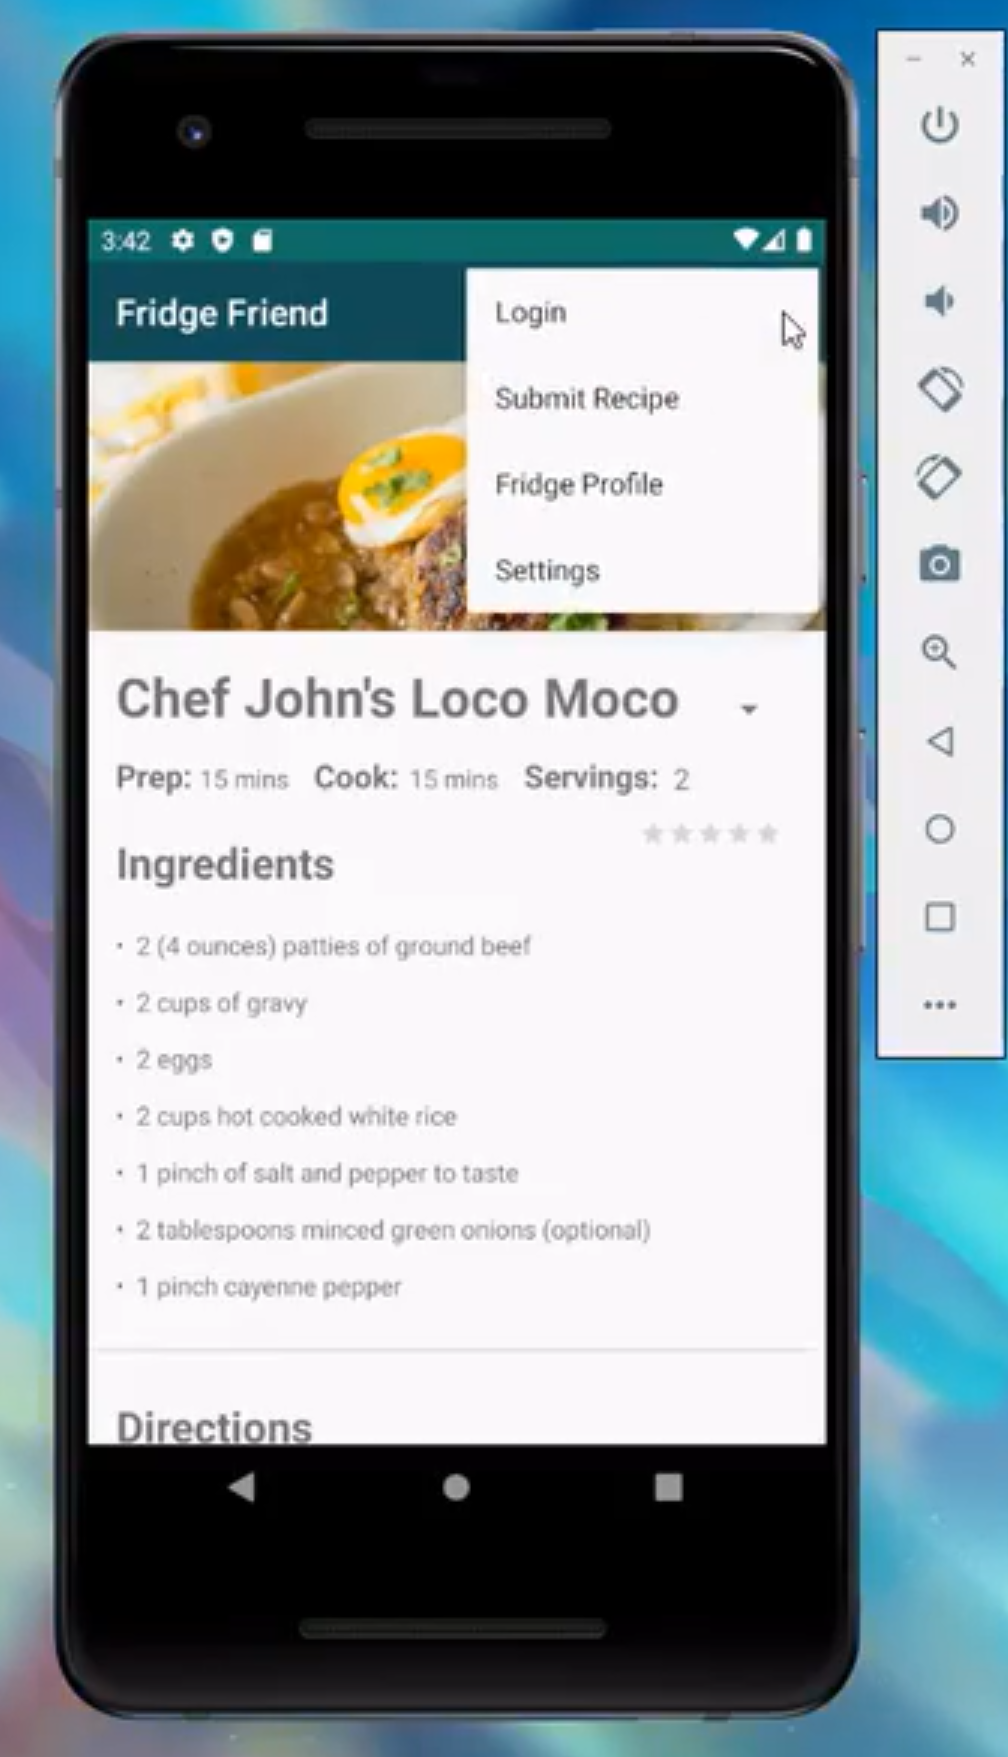 3:42
Fridge Friend
Login
Submit Recipe
Fridge Profile
Settings
Chef John's Loco Moco
Prep: 15 mins Cook: 15 mins Servings: 2
Ingredients
• 2 (4 ounces) patties of ground beef
• 2 cups of gravy
• 2 eggs
• 2 cups hot cooked white rice
• 1 pinch of salt and pepper to taste
• 2 tablespoons minced green onions (optional)
• 1 pinch cayenne pepper
Directions